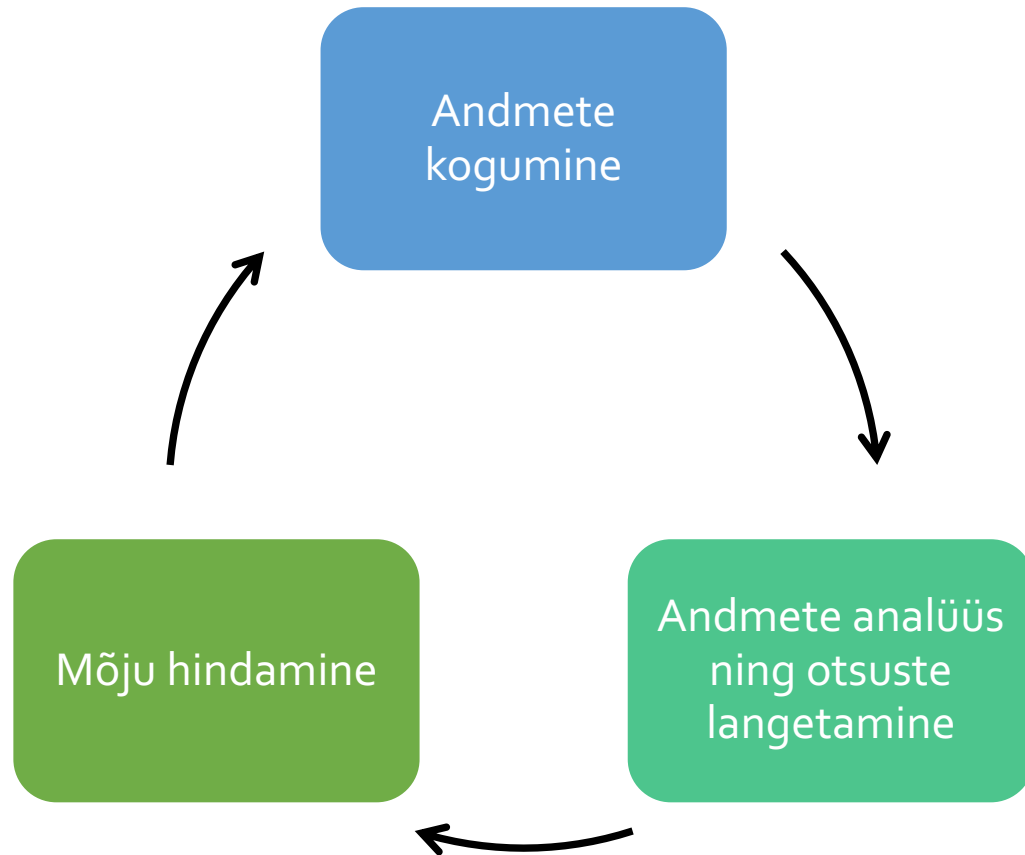 Andmete
kogumine
Andmete analüüs
ning otsuste
langetamine
Mõju hindamine